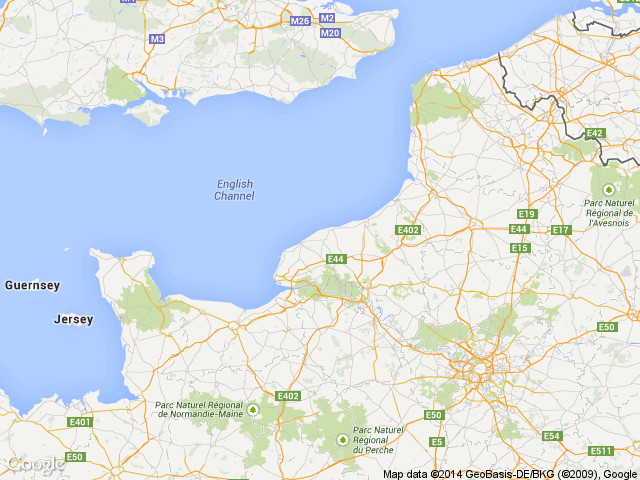 M4
M2
M26
M20
M3
E42
Parc Naturel
Régional de
l'Avesnois
English
Channel
E19
E44
E17
E402
E15
E44
Guernsey
Jersey
E50
E402
Parc Naturel Régional
de Normandie-Maine
E401
E50
Parc Naturel
Régional
du Perche
E5
E54
E50
E511
Google
Map data ©2014 GeoBasis-DE/BKG (©2009), Google